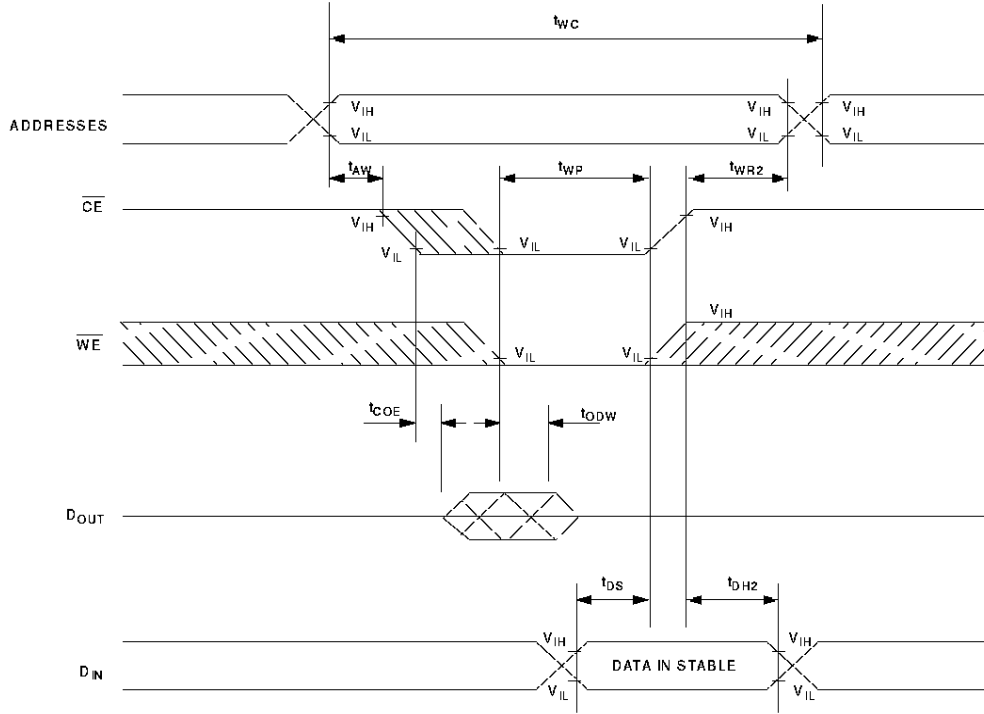 tWC
ADDRESSES
VIH
VIL
VIH
VIL
VIH
VIL
tAW
tWP
tWR2
CE
VIH
VIL
VIL
VIL
VIH
WE
VIL
VIL
VIH
tCOE
tODW
DOUT
tDS
tDH2
DIN
VIH
VIL
DATA IN STABLE
VIH
VIL